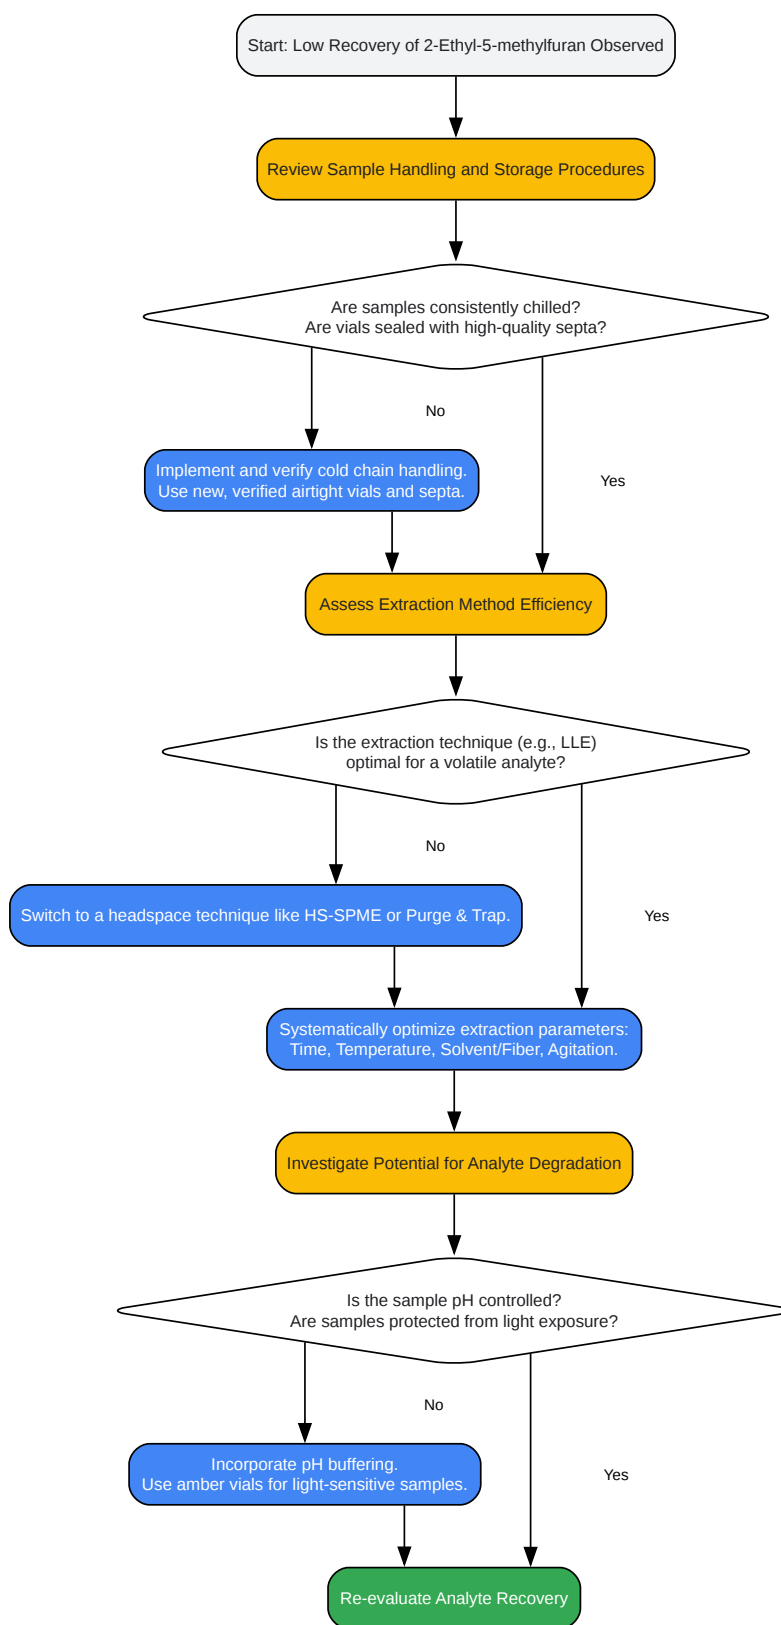 Start: Low Recovery of 2-Ethyl-5-methylfuran Observed
Review Sample Handling and Storage Procedures
Are samples consistently chilled?
Are vials sealed with high-quality septa?
No
Implement and verify cold chain handling.
Use new, verified airtight vials and septa.
Yes
Assess Extraction Method Efficiency
Is the extraction technique (e.g., LLE)
optimal for a volatile analyte?
No
Switch to a headspace technique like HS-SPME or Purge & Trap.
Yes
Systematically optimize extraction parameters:
Time, Temperature, Solvent/Fiber, Agitation.
Investigate Potential for Analyte Degradation
Is the sample pH controlled?
Are samples protected from light exposure?
No
Incorporate pH buffering.
Use amber vials for light-sensitive samples.
Yes
Re-evaluate Analyte Recovery